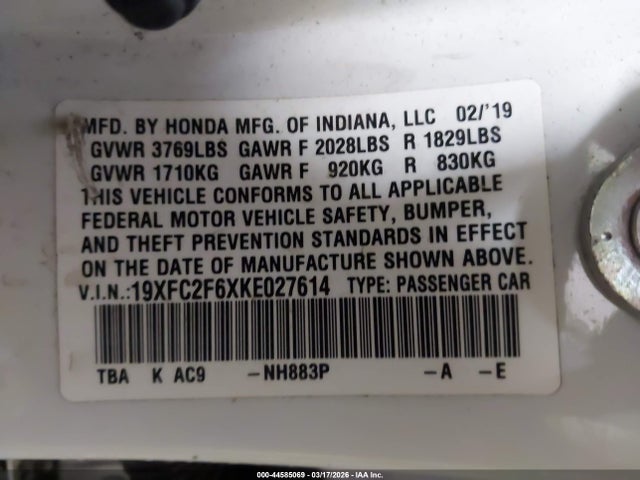 MFD. BY HONDA MFG. OF INDIANA, LLC 02/'19
GVWR 3769LBS GAWR F 2028LBS R 1829LBS
GVWR 1710KG GAWR F 920KG R 830KG
THIS VEHICLE CONFORMS TO ALL APPLICABLE
FEDERAL MOTOR VEHICLE SAFETY, BUMPER,
AND THEFT PREVENTION STANDARDS IN EFFECT
ON THE DATE OF MANUFACTURE SHOWN ABOVE.
V.I.N.:19XFC2F6XKE027614 TYPE: PASSENGER CAR
TBA K AC9 -NH883P -A -E
000-44585069 - 03/17/2026 - IAA Inc.